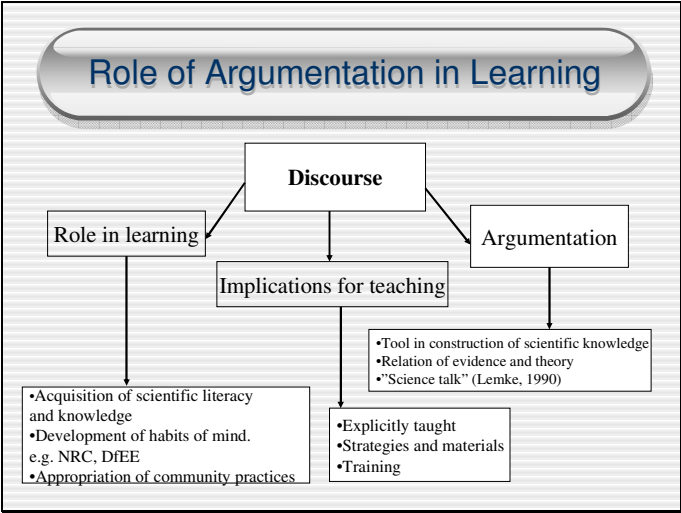 Role of Argumentation in Learning
Discourse
Role in learning
Implications for teaching
Argumentation
•Tool in construction of scientific knowledge
•Relation of evidence and theory
•”Science talk” (Lemke, 1990)
•Acquisition of scientific literacy
and knowledge
•Development of habits of mind.
e.g. NRC, DfEE
•Appropriation of community practices
•Explicitly taught
•Strategies and materials
•Training